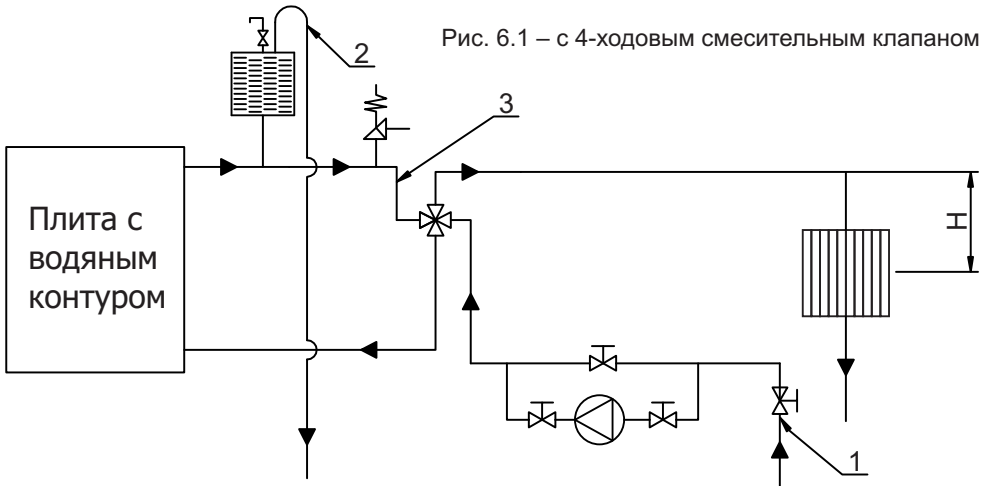 Рис. 6.1 – с 4-ходовым смесительным клапаном
2
3
Плита с
водяным
контуром
H
1